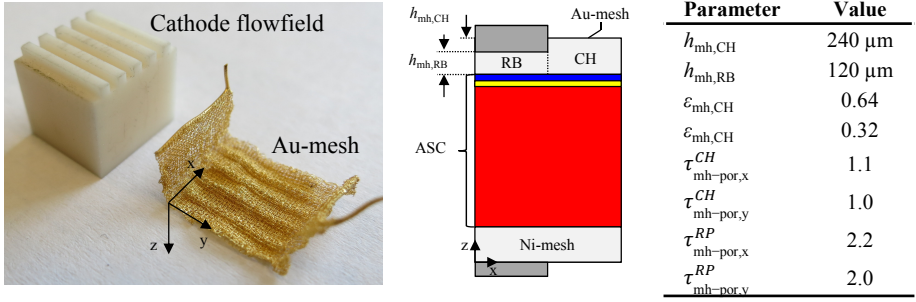 Cathode flowfield
Au-mesh
x
y
z
h_mh,CH
h_mh,RB
Au-mesh
RB
CH
ASC
Ni-mesh
z
x
Parameter Value
h_mh,CH 240 µm
h_mh,RB 120 µm
ε_mh,CH 0.64
ε_mh,CH 0.32
τ^CH_mh−por,x 1.1
τ^CH_mh−por,y 1.0
τ^RP_mh−por,x 2.2
τ^RP_mh−por,y 2.0